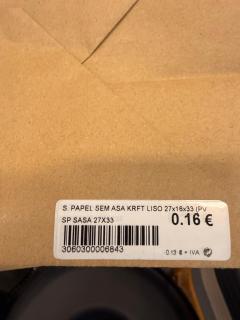 S. PAPEL SEM ASA KRFT LISO 27x16x33 (PV
SP SASA 27X33
0.16 €
3060300006843
0.13 € + IVA